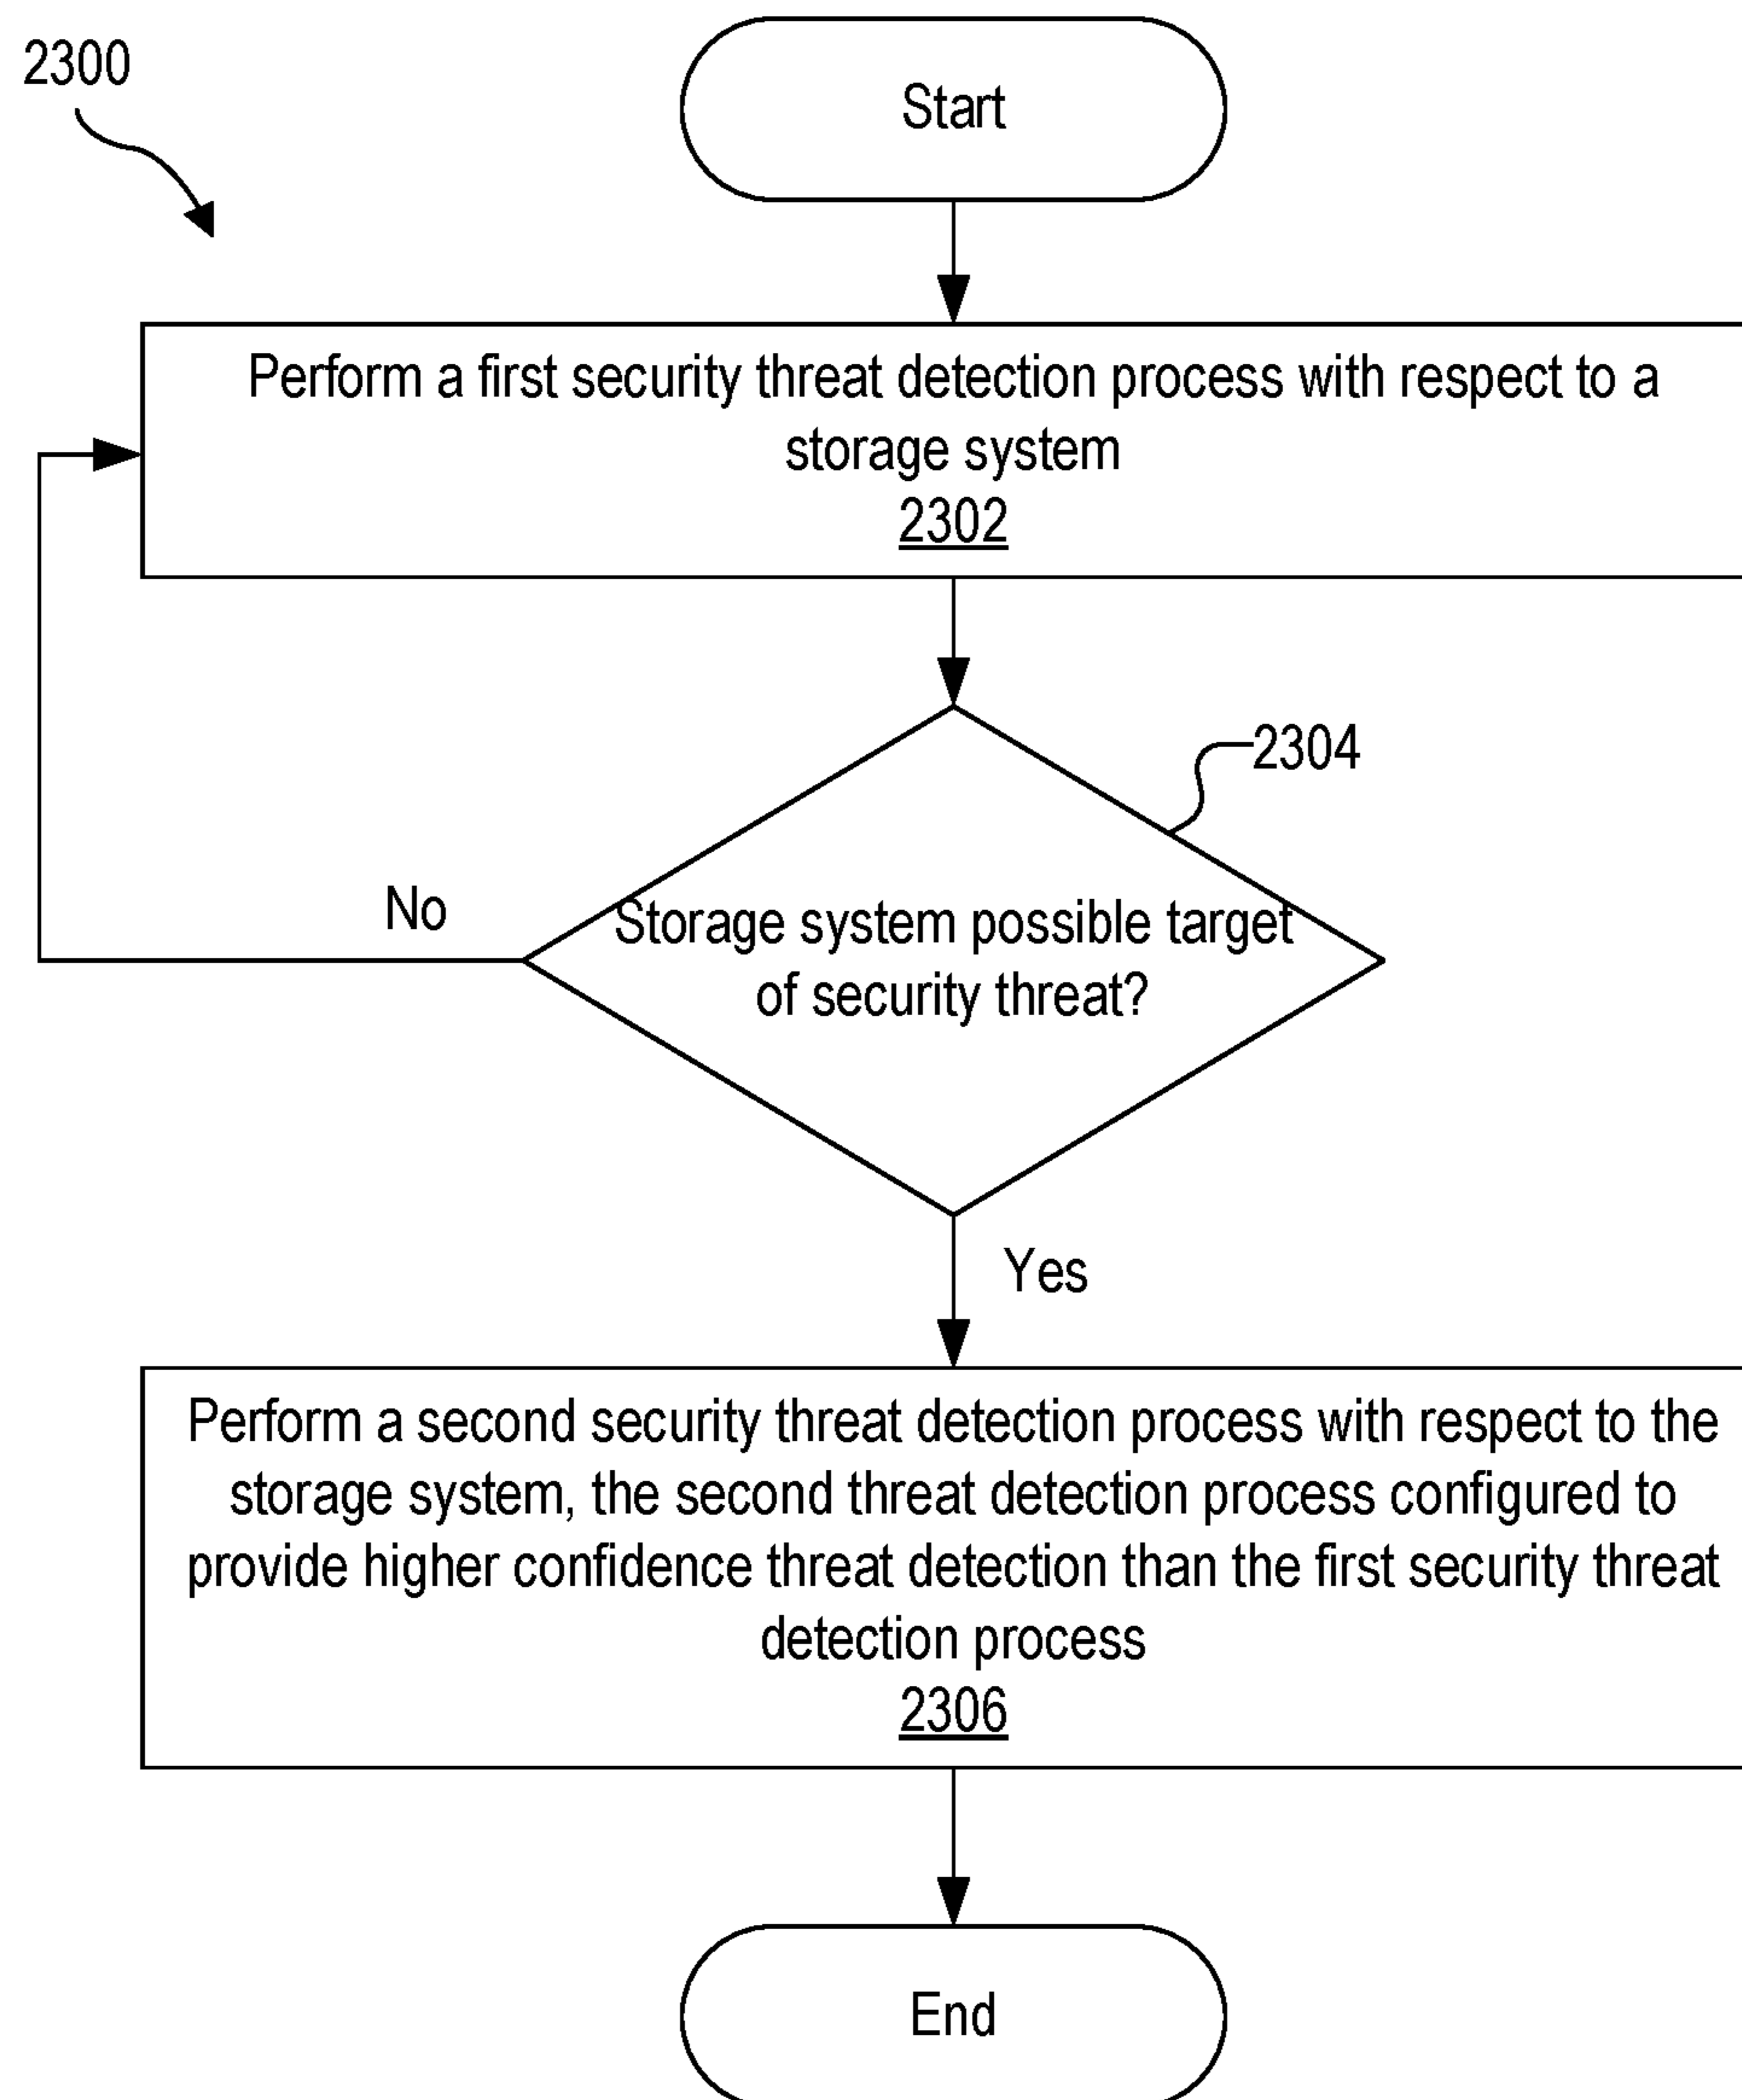 2300
Start
Perform a first security threat detection process with respect to a
storage system
2302
2304
Storage system possible target
of security threat?
No
Yes
Perform a second security threat detection process with respect to the
storage system, the second threat detection process configured to
provide higher confidence threat detection than the first security threat
detection process
2306
End